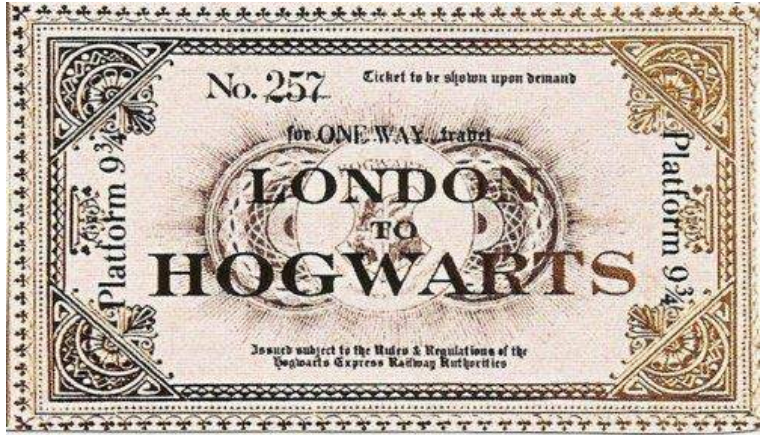 No. 257
Ticket to be shown upon demand
for ONE WAY travel
LONDON
TO
HOGWARTS
Platform 9¾
Platform 9¾
Issued subject to the Rules & Regulations of the
Hogwarts Express Railway Authorities